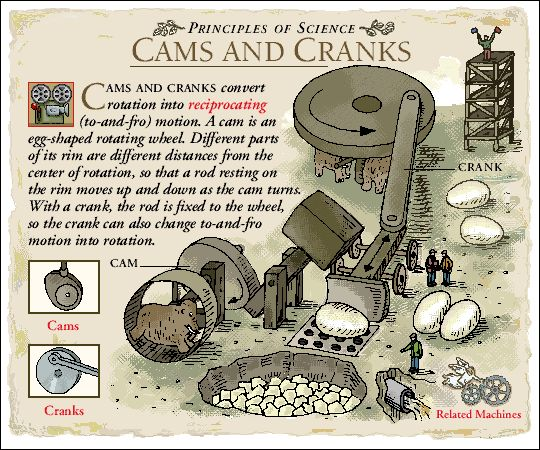 PRINCIPLES OF SCIENCE
CAMS AND CRANKS
CAMS AND CRANKS convert
rotation into reciprocating
(to-and-fro) motion. A cam is an
egg-shaped rotating wheel. Different parts
of its rim are different distances from the
center of rotation, so that a rod resting on
the rim moves up and down as the cam turns.
With a crank, the rod is fixed to the wheel,
so the crank can also change to-and-fro
motion into rotation.
CRANK
CAM
Cams
Cranks
Related Machines